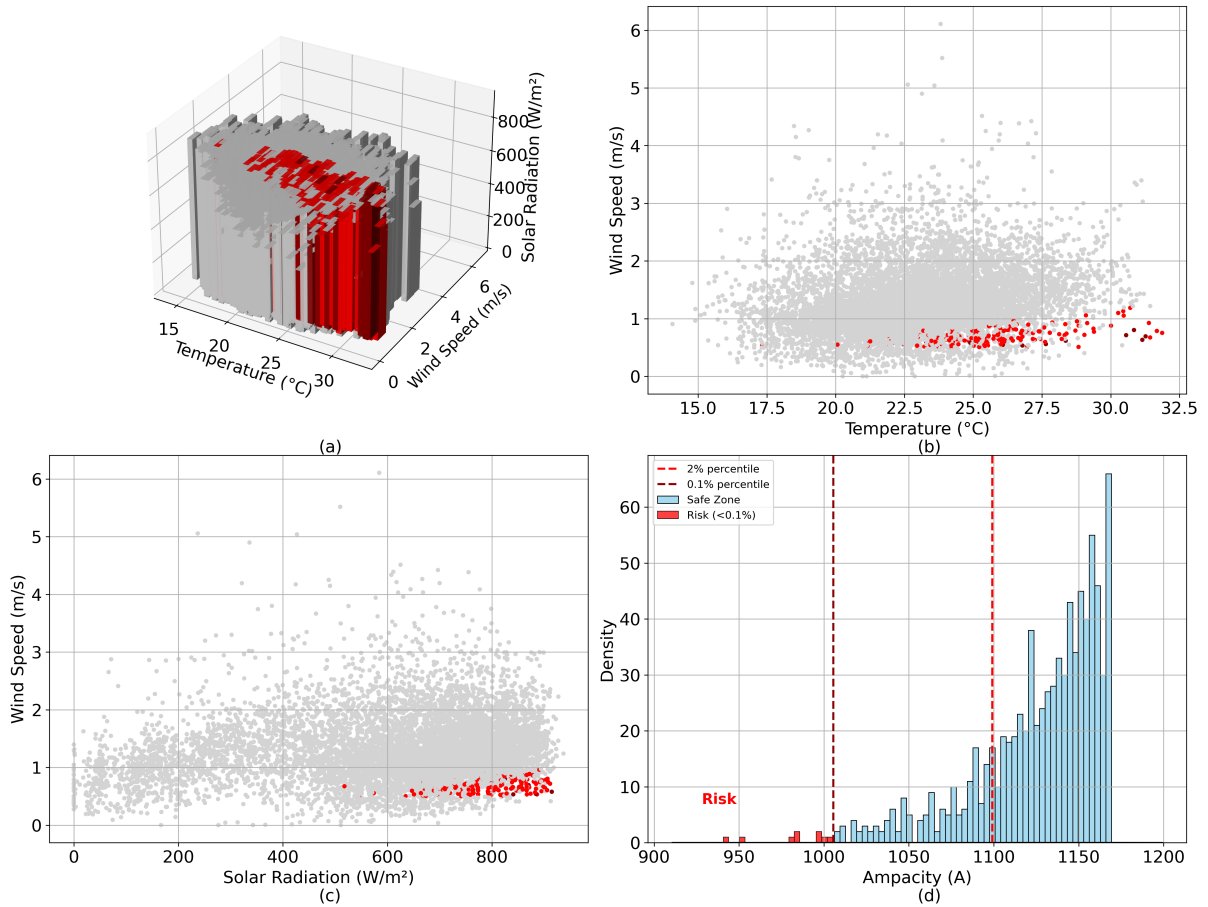 800
600
400
200
0
Solar Radiation (W/m²)
15
20
25
30
Temperature (°C)
0
2
4
6
Wind Speed (m/s)
(a)
6
5
4
3
2
1
0
Wind Speed (m/s)
15.0 17.5 20.0 22.5 25.0 27.5 30.0 32.5
Temperature (°C)
(b)
6
5
4
3
2
1
0
Wind Speed (m/s)
0 200 400 600 800
Solar Radiation (W/m²)
(c)
2% percentile
0.1% percentile
Safe Zone
Risk (<0.1%)
60
50
40
30
20
10
0
Density
Risk
900 950 1000 1050 1100 1150 1200
Ampacity (A)
(d)